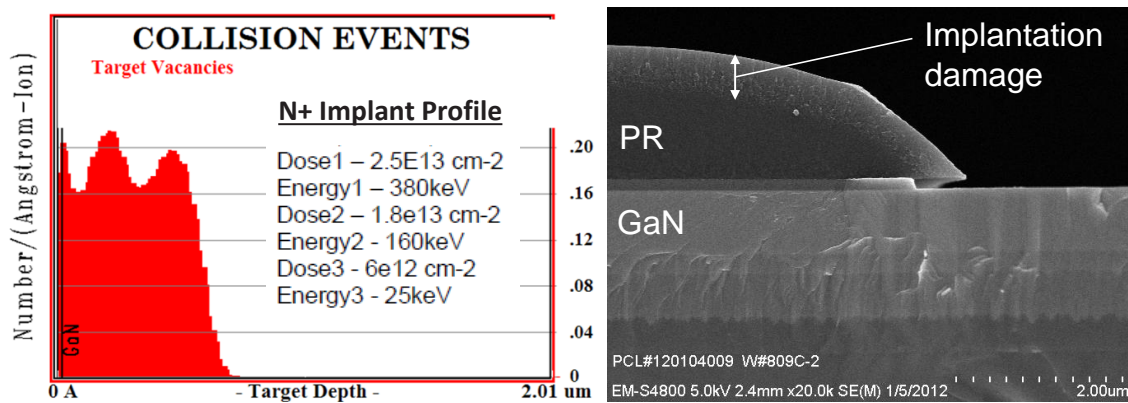 COLLISION EVENTS
Target Vacancies
N+ Implant Profile
Dose1 – 2.5E13 cm-2
Energy1 – 380keV
Dose2 – 1.8e13 cm-2
Energy2 - 160keV
Dose3 - 6e12 cm-2
Energy3 - 25keV
Number/(Angstrom-Ion)
.20
.16
.12
.08
.04
0
GaN
0 A
- Target Depth -
2.01 um
Implantation
damage
PR
GaN
PCL#120104009 W#809C-2
EM-S4800 5.0kV 2.4mm x20.0k SE(M) 1/5/2012
2.00um